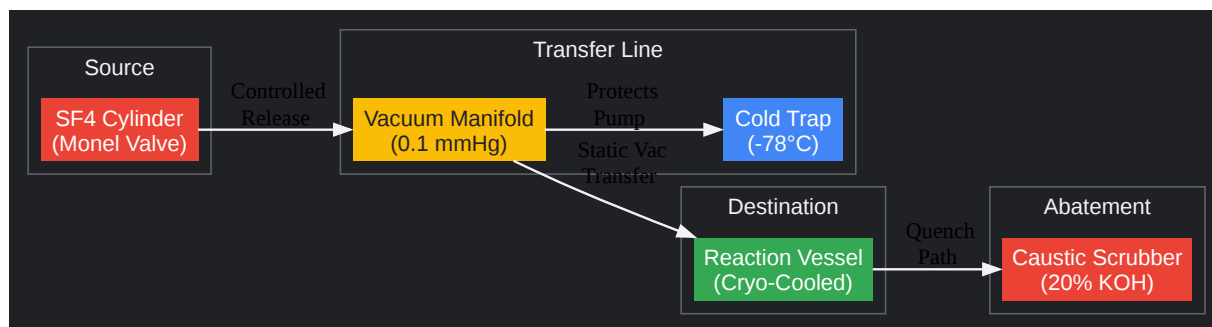 Source
SF4 Cylinder
(Monel Valve)
Controlled
Release
Transfer Line
Vacuum Manifold
(0.1 mmHg)
Protects
Pump
Cold Trap
(-78°C)
Static Vac
Transfer
Destination
Reaction Vessel
(Cryo-Cooled)
Quench
Path
Abatement
Caustic Scrubber
(20% KOH)